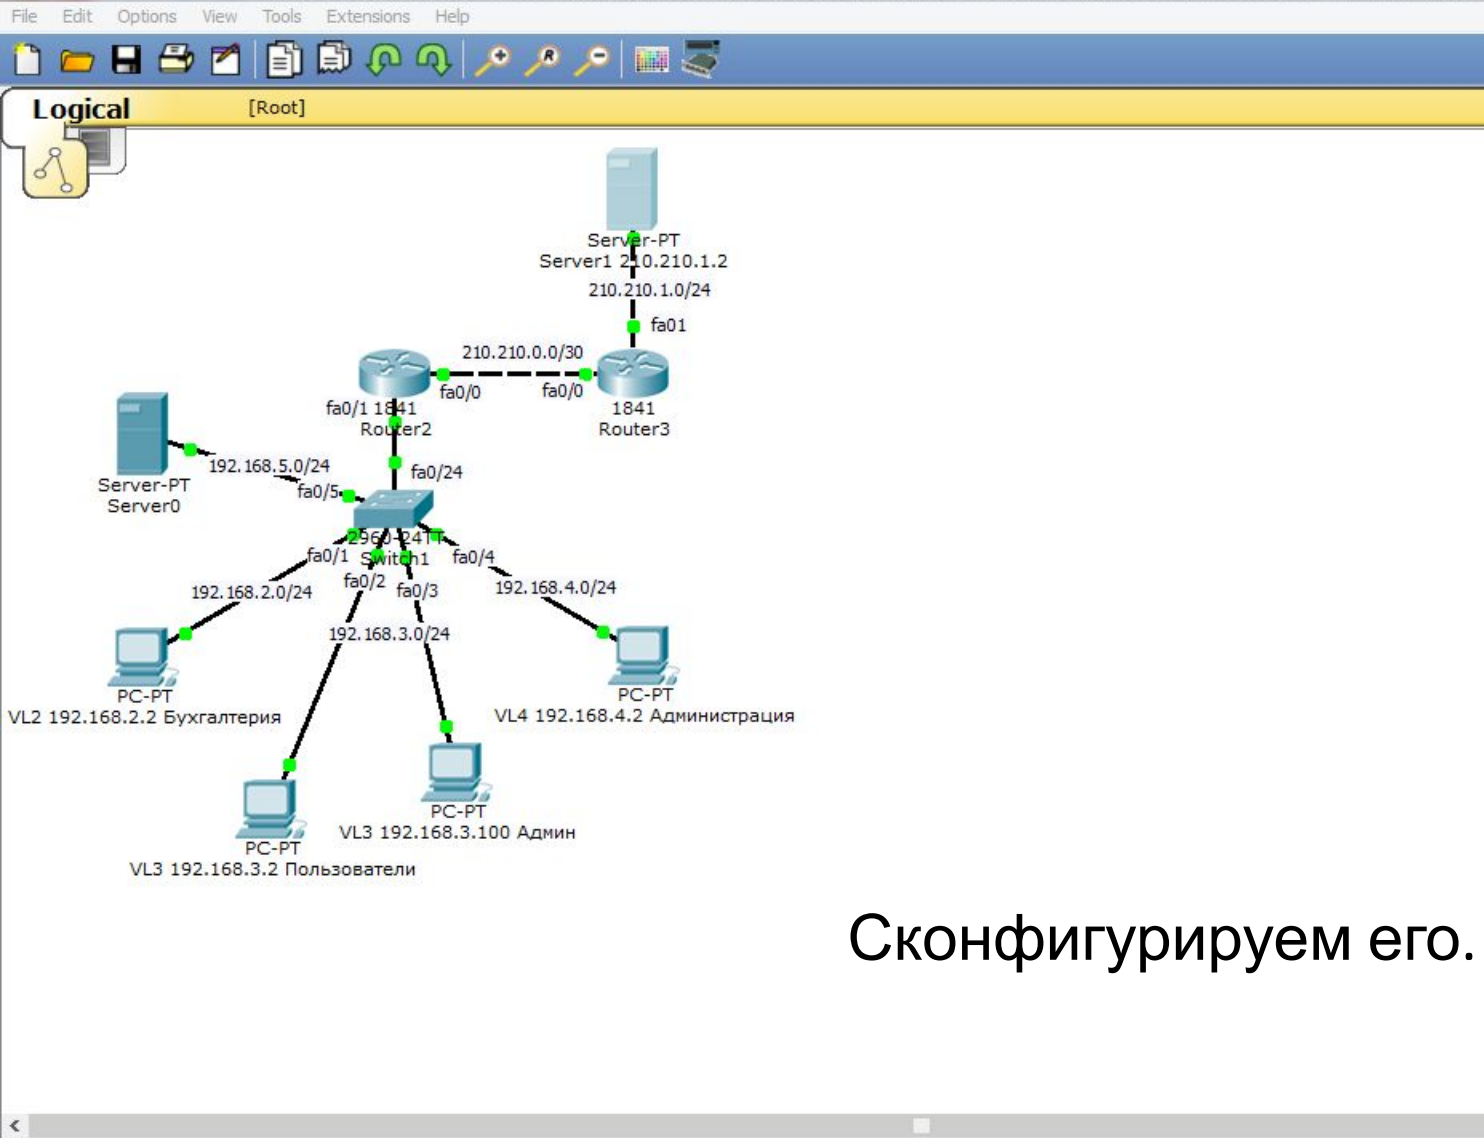 File Edit Options View Tools Extensions Help
Logical [Root]
Server-PT
Server1 210.210.1.2
210.210.1.0/24
fa01
210.210.0.0/30
fa0/0 fa0/0
fa0/1 1841
Router2
1841
Router3
192.168.5.0/24
fa0/24
Server-PT
Server0
fa0/5
2960-24TT
Switch1
fa0/1
fa0/2
fa0/3
fa0/4
192.168.2.0/24
192.168.3.0/24
192.168.4.0/24
PC-PT
VL2 192.168.2.2 Бухгалтерия
PC-PT
VL4 192.168.4.2 Администрация
PC-PT
VL3 192.168.3.100 Админ
PC-PT
VL3 192.168.3.2 Пользователи
Сконфигурируем его.